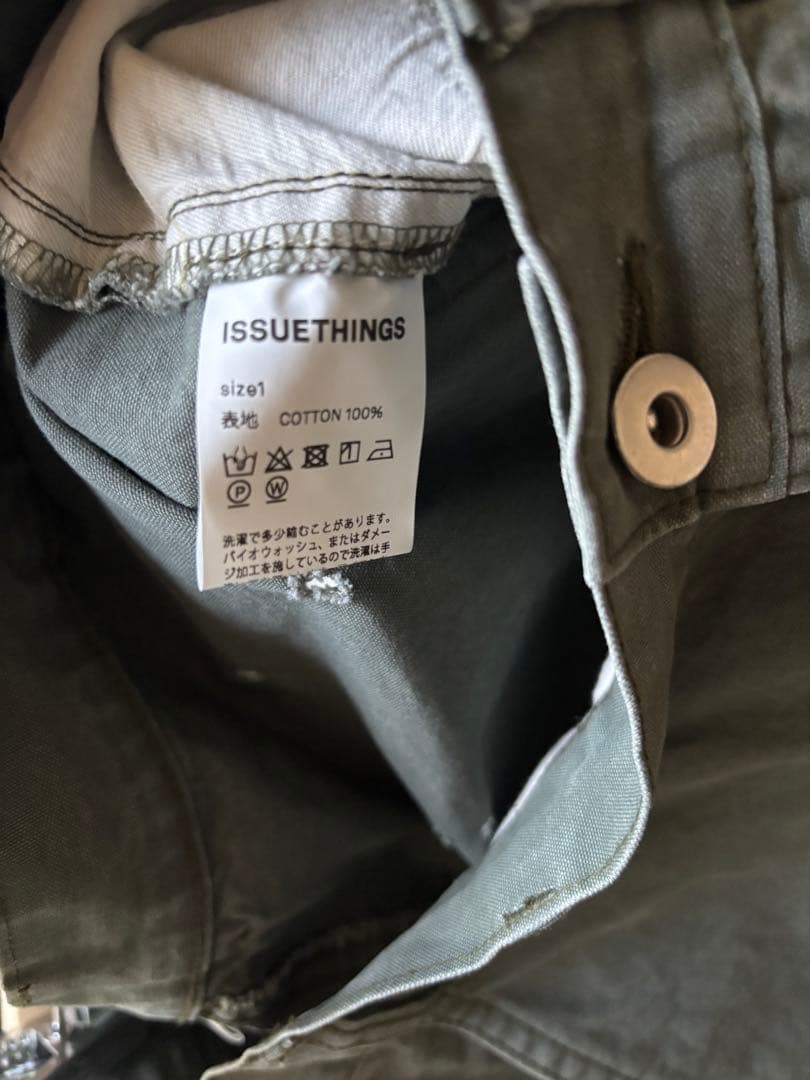 ISSUETHINGS
size1
表地 COTTON 100%
P W
洗濯で多少縮むことがあります。
バイオウォッシュ、またはダメー
ジ加工を施しているので洗濯は手